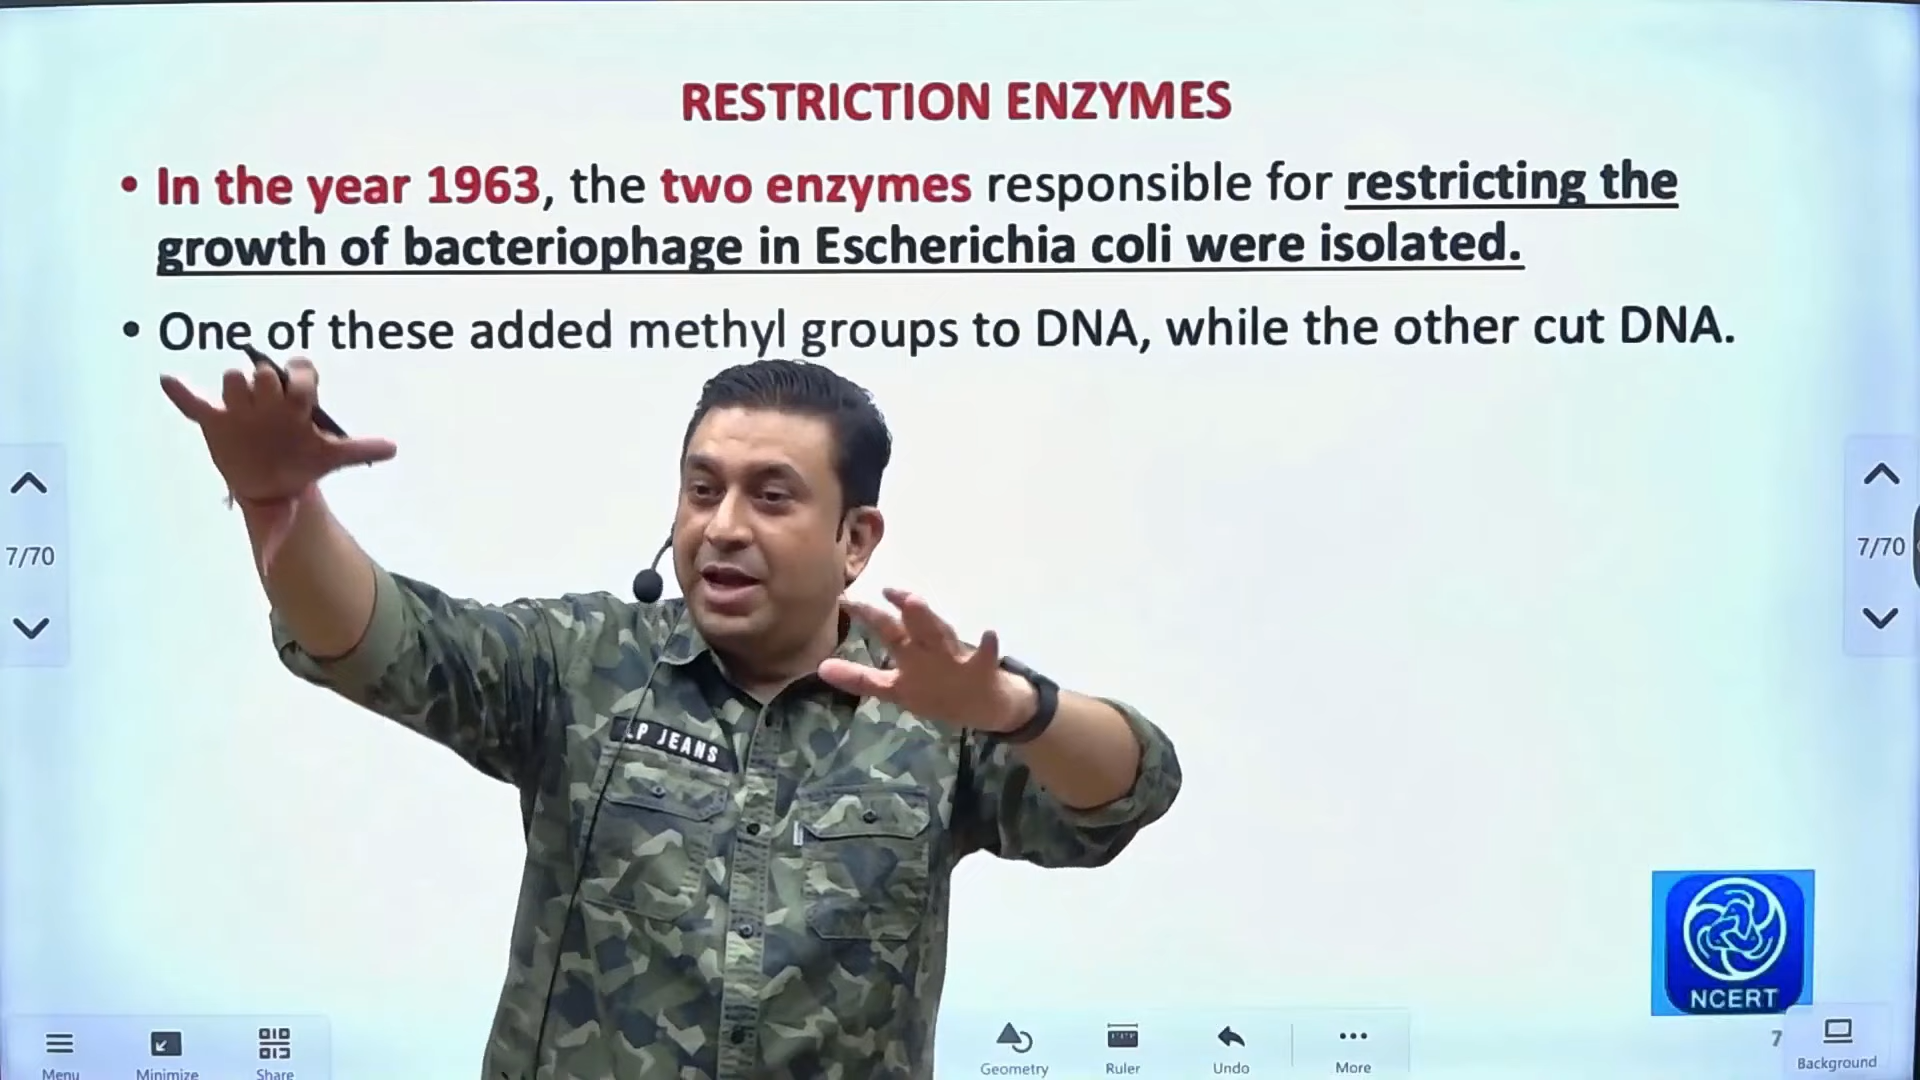 RESTRICTION ENZYMES
• In the year 1963, the two enzymes responsible for restricting the
growth of bacteriophage in Escherichia coli were isolated.
• One of these added methyl groups to DNA, while the other cut DNA.
7/70
7/70
LP JEANS
NCERT
7
Menu
Minimize
Share
Geometry
Ruler
Undo
More
Background